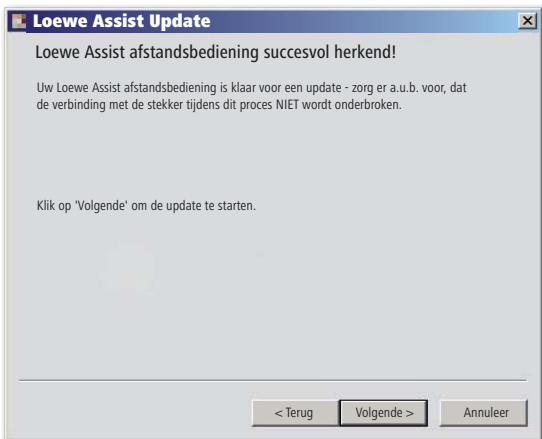 Loewe Assist Update
Loewe Assist afstandsbediening succesvol herkend!
Uw Loewe Assist afstandsbediening is klaar voor een update - zorg er a.u.b. voor, dat
de verbinding met de stekker tijdens dit proces NIET wordt onderbroken.
Klik op 'Volgende' om de update te starten.
< Terug
Volgende >
Annuleer